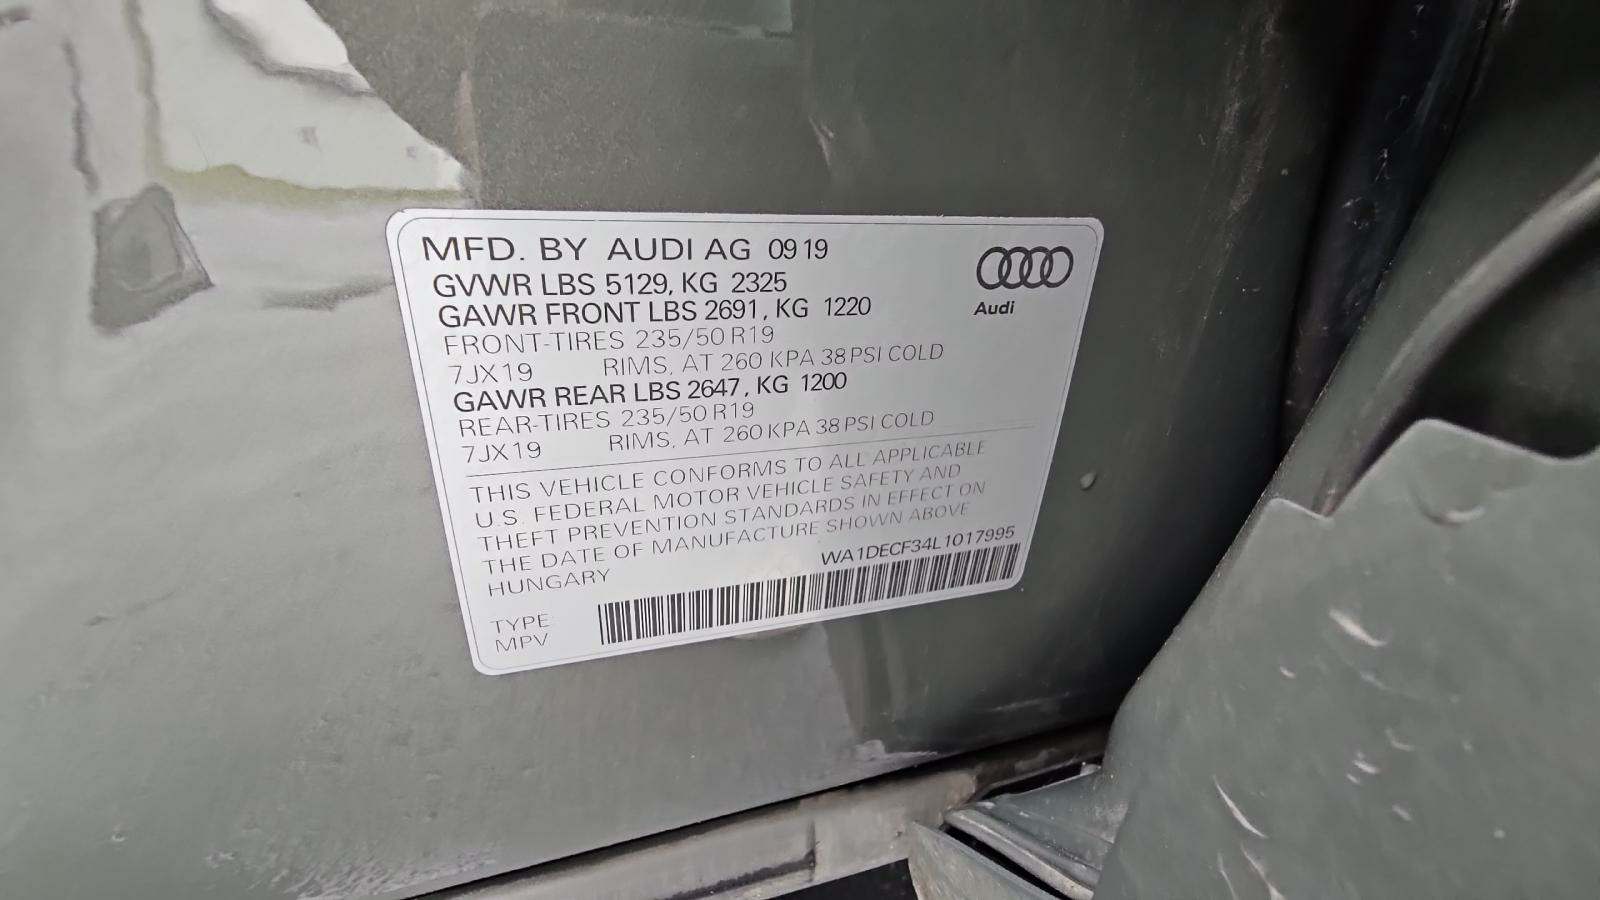 MFD. BY AUDI AG 09 19
GVWR LBS 5129, KG 2325
GAWR FRONT LBS 2691, KG 1220
FRONT-TIRES 235/50 R19
7JX19 RIMS, AT 260 KPA 38 PSI COLD
GAWR REAR LBS 2647, KG 1200
REAR-TIRES 235/50 R19
7JX19 RIMS, AT 260 KPA 38 PSI COLD
Audi
THIS VEHICLE CONFORMS TO ALL APPLICABLE
U.S. FEDERAL MOTOR VEHICLE SAFETY AND
THEFT PREVENTION STANDARDS IN EFFECT ON
THE DATE OF MANUFACTURE SHOWN ABOVE
HUNGARY
WA1DECF34L1017995
TYPE
MPV